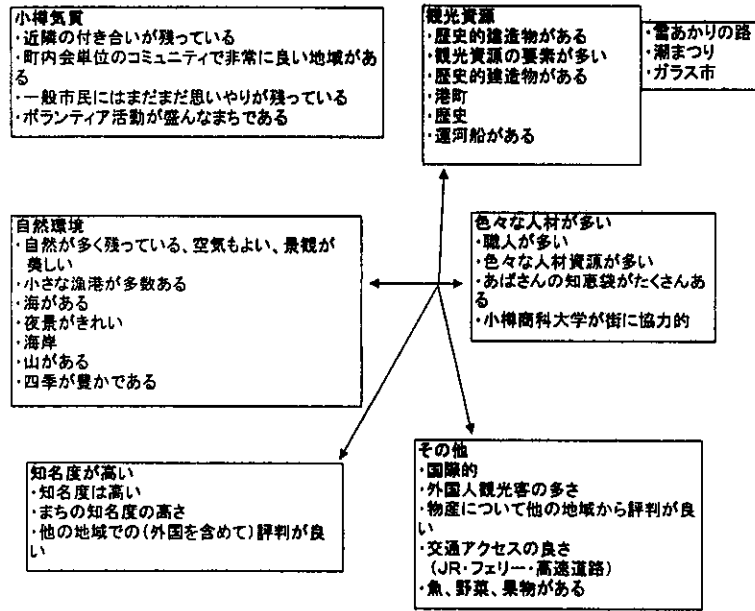 小樽気質
・近隣の付き合いが残っている
・町内会単位のコミュニティで非常に良い地域があ
る
・一般市民にはまだまだ思いやりが残っている
・ボランティア活動が盛んなまちである
観光資源
・歴史的建造物がある
・観光資源の要素が多い
・歴史的建造物がある
・港町
・歴史
・運河船がある
・雪あかりの路
・潮まつり
・ガラス市
自然環境
・自然が多く残っている、空気もよい、景観が
美しい
・小さな漁港が多数ある
・海がある
・夜景がきれい
・海岸
・山がある
・四季が豊かである
色々な人材が多い
・職人が多い
・色々な人材資源が多い
・おばさんの知恵袋がたくさんあ
る
・小樽商科大学が街に協力的
知名度が高い
・知名度は高い
・まちの知名度の高さ
・他の地域での(外国を含めて)評判が良
い
その他
・国際的
・外国人観光客の多さ
・物産について他の地域から評判が良
い
・交通アクセスの良さ
(JR・フェリー・高速道路)
・魚、野菜、果物がある